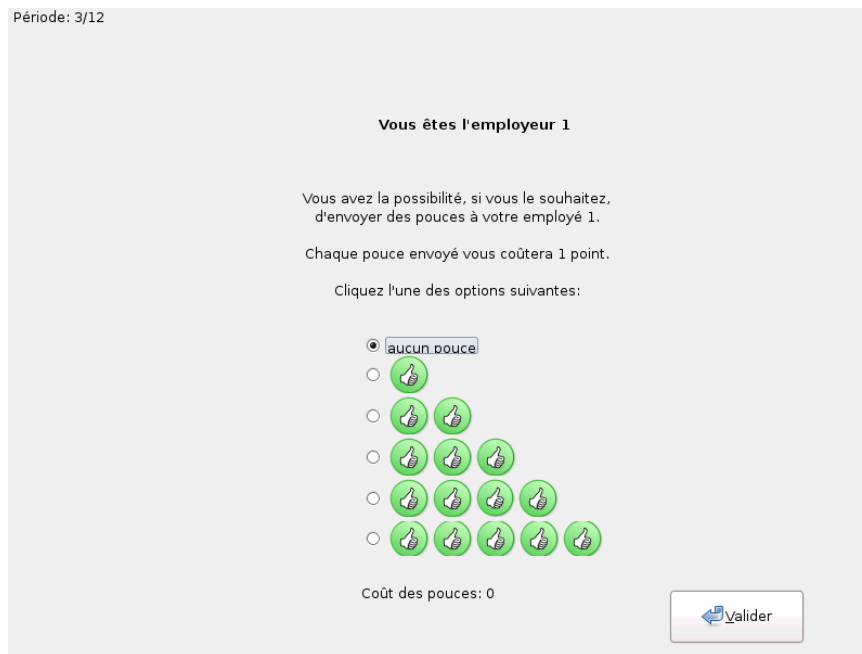 Période: 3/12
Vous êtes l'employeur 1
Vous avez la possibilité, si vous le souhaitez,
d'envoyer des pouces à votre employé 1.
Chaque pouce envoyé vous coûtera 1 point.
Cliquez l'une des options suivantes:
aucun pouce
Coût des pouces: 0
Valider